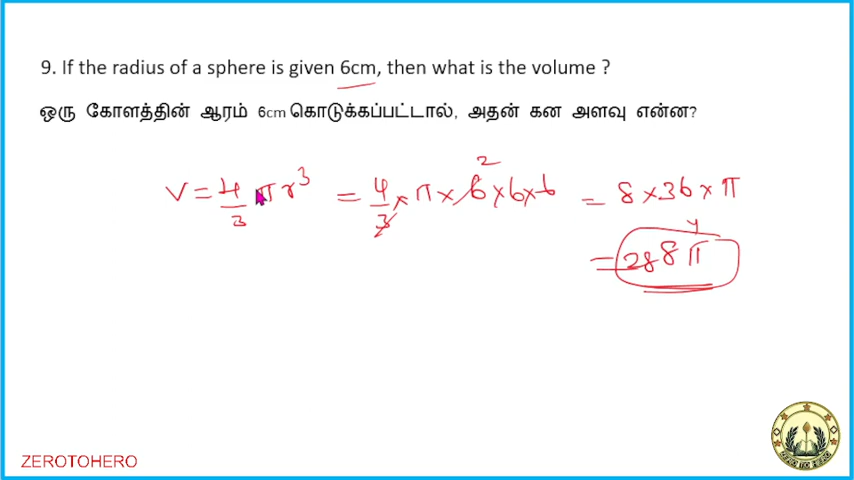 9. If the radius of a sphere is given 6cm, then what is the volume ?
ஒரு கோளத்தின் ஆரம் 6cm கொடுக்கப்பட்டால், அதன் கன அளவு என்ன?
V = 4/3 πr³ = 4/3 × π × 6 × 6 × 6 = 8 × 36 × π
2
= 288π
ZEROTOHERO